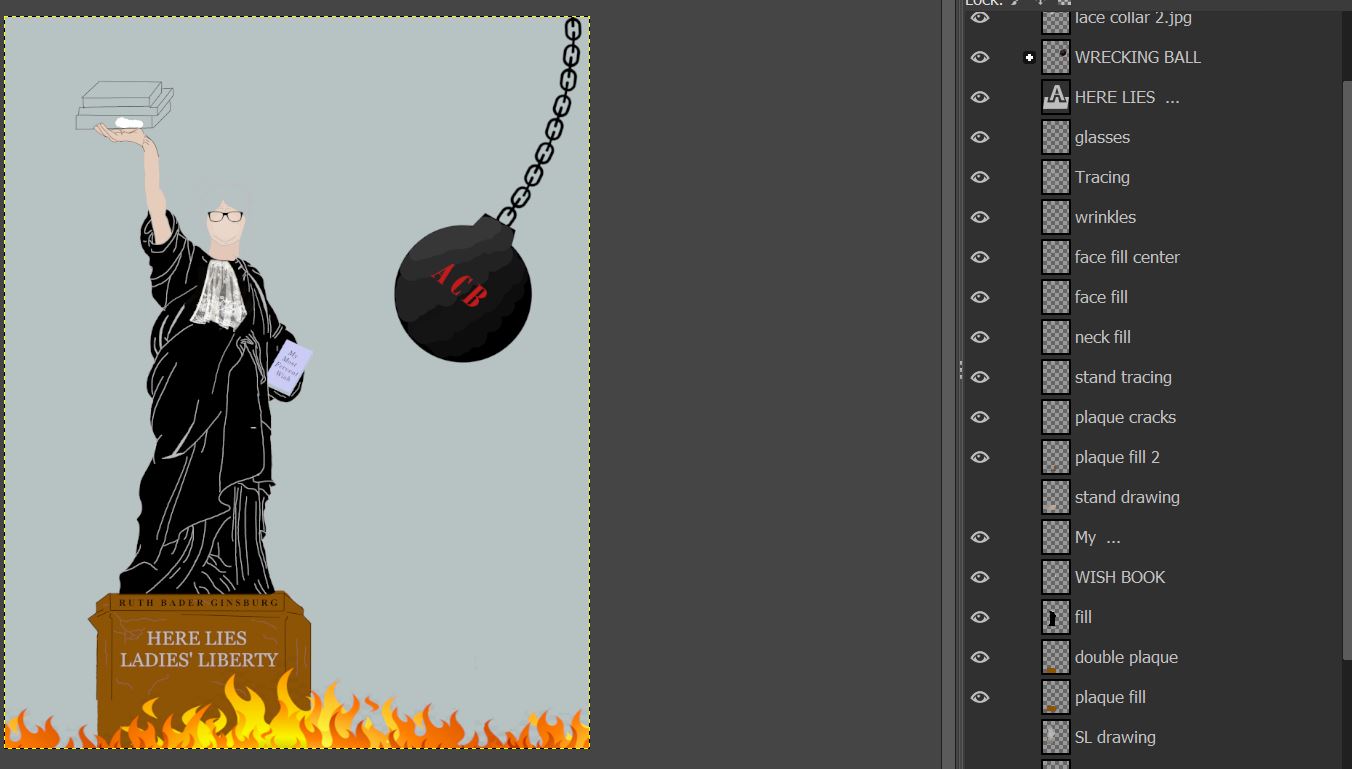 Lock:
lace collar 2.jpg
WRECKING BALL
HERE LIES ...
glasses
Tracing
wrinkles
face fill center
face fill
neck fill
stand tracing
plaque cracks
plaque fill 2
stand drawing
My ...
WISH BOOK
fill
double plaque
plaque fill
SL drawing
ACB
My
Most
Fervent
Wish
RUTH BADER GINSBURG
HERE LIES
LADIES' LIBERTY